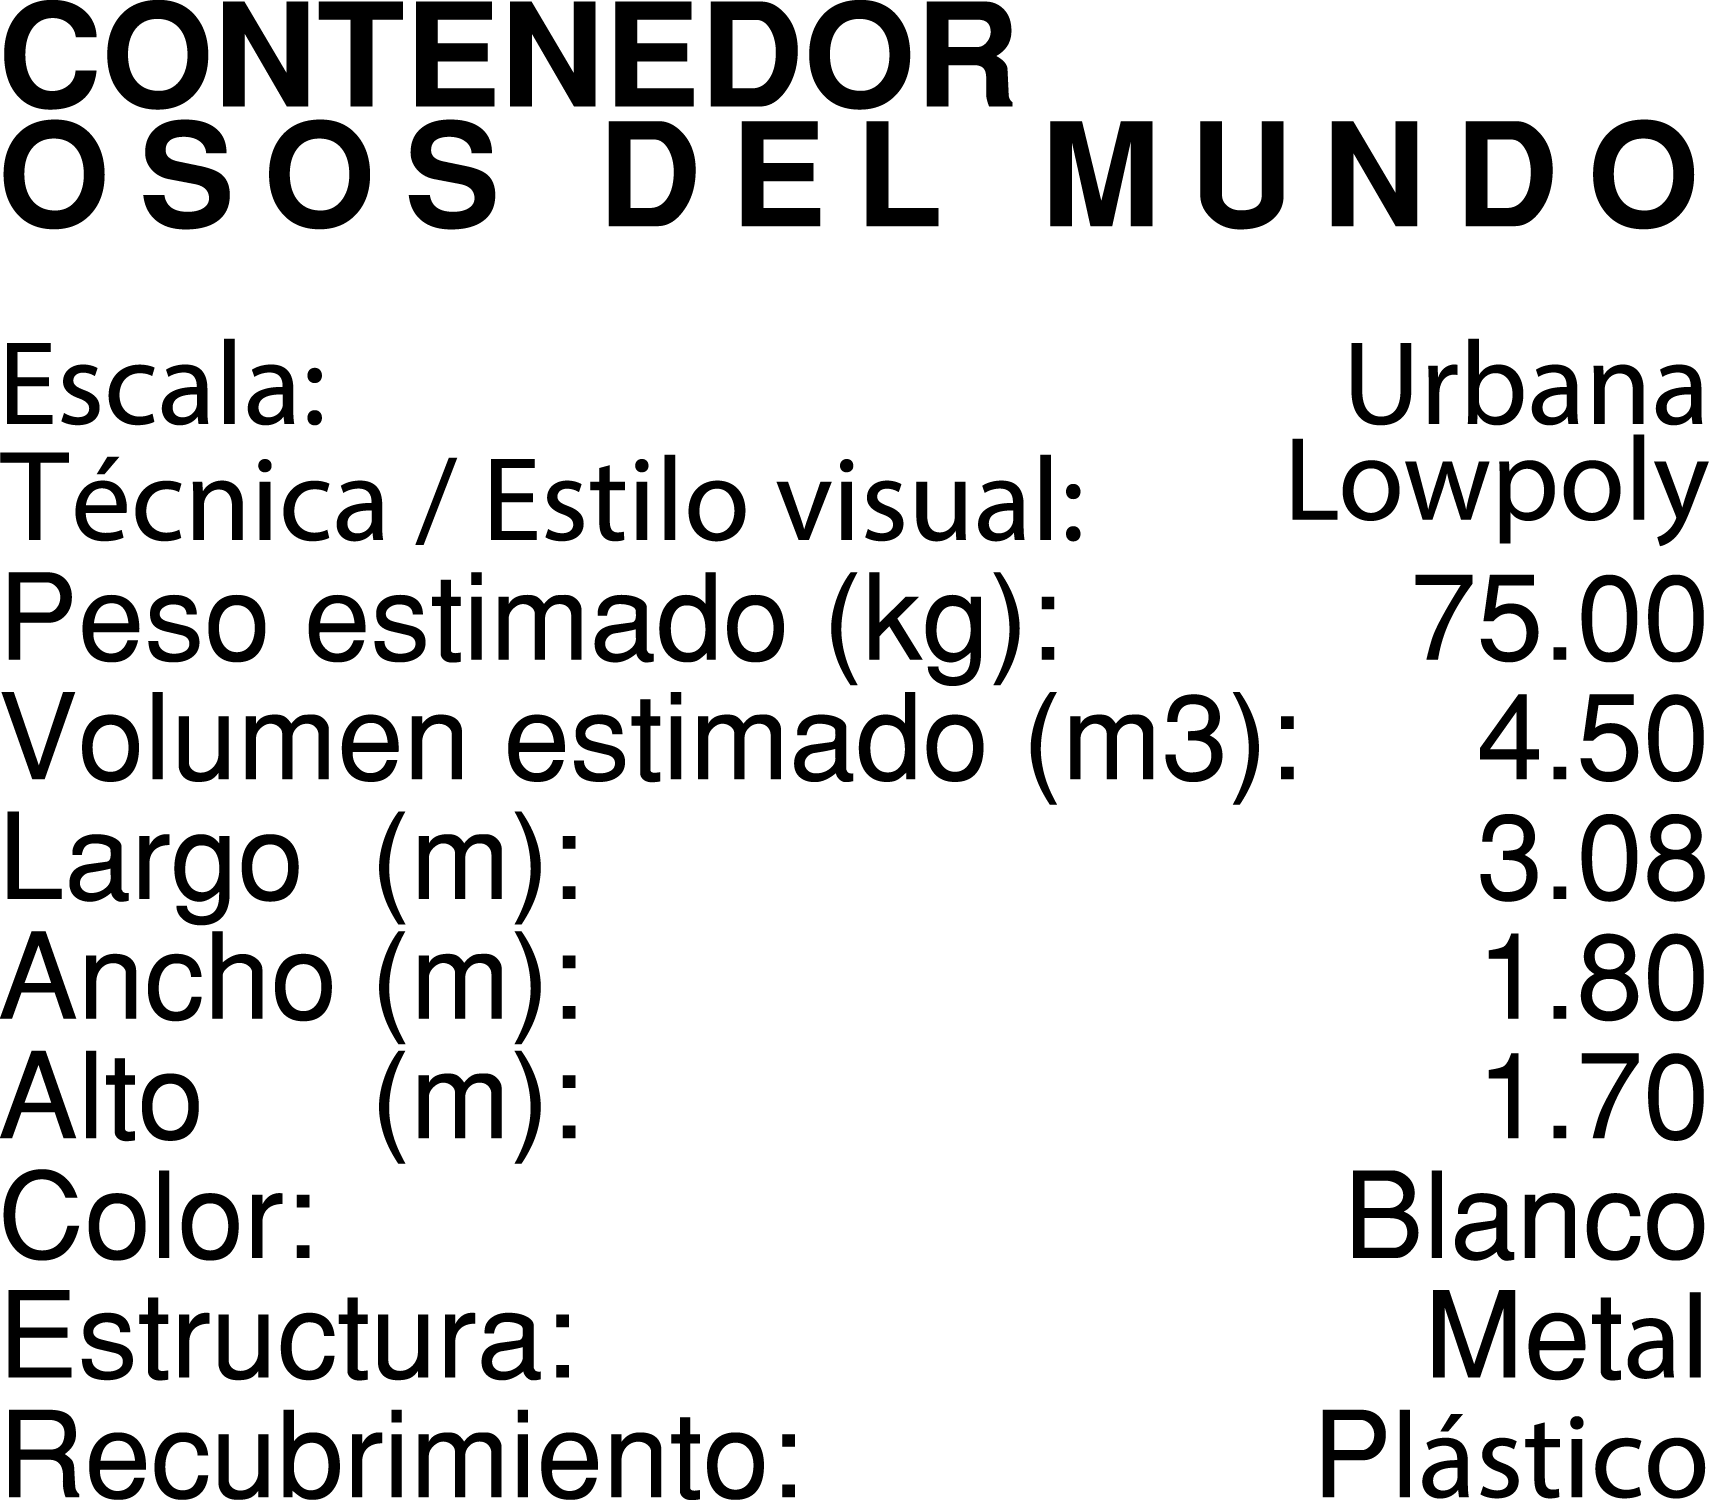 CONTENEDOR
OSOS DEL MUNDO
Escala: Urbana
Técnica / Estilo visual: Lowpoly
Peso estimado (kg): 75.00
Volumen estimado (m3): 4.50
Largo (m): 3.08
Ancho (m): 1.80
Alto (m): 1.70
Color: Blanco
Estructura: Metal
Recubrimiento: Plástico